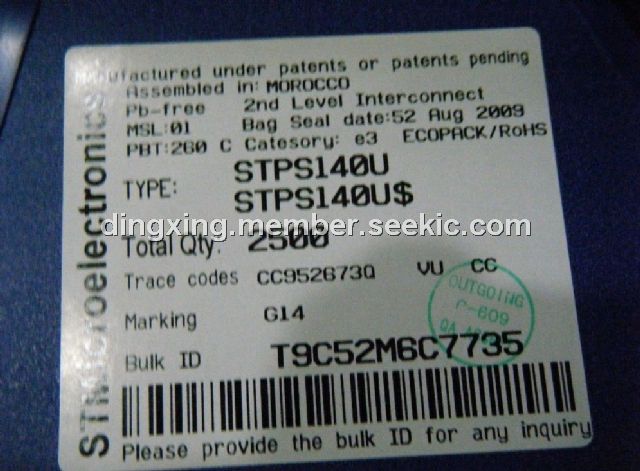 STMicroelectronics
Manufactured under patents or patents pending
Assembled in: MOROCCO
Pb-free 2nd Level Interconnect
MSL:01 Bag Seal date:52 Aug 2009
PBT:260 C Category: e3 ECOPACK/RoHS
TYPE: STPS140U
STPS140U$
dingxing.member.seekic.com
Total Qty: 2500
Trace codes CC952673Q VU CC
Marking G14
OUTGOING
Bulk ID T9C52M6C7735
Please provide the bulk ID for any inquiry